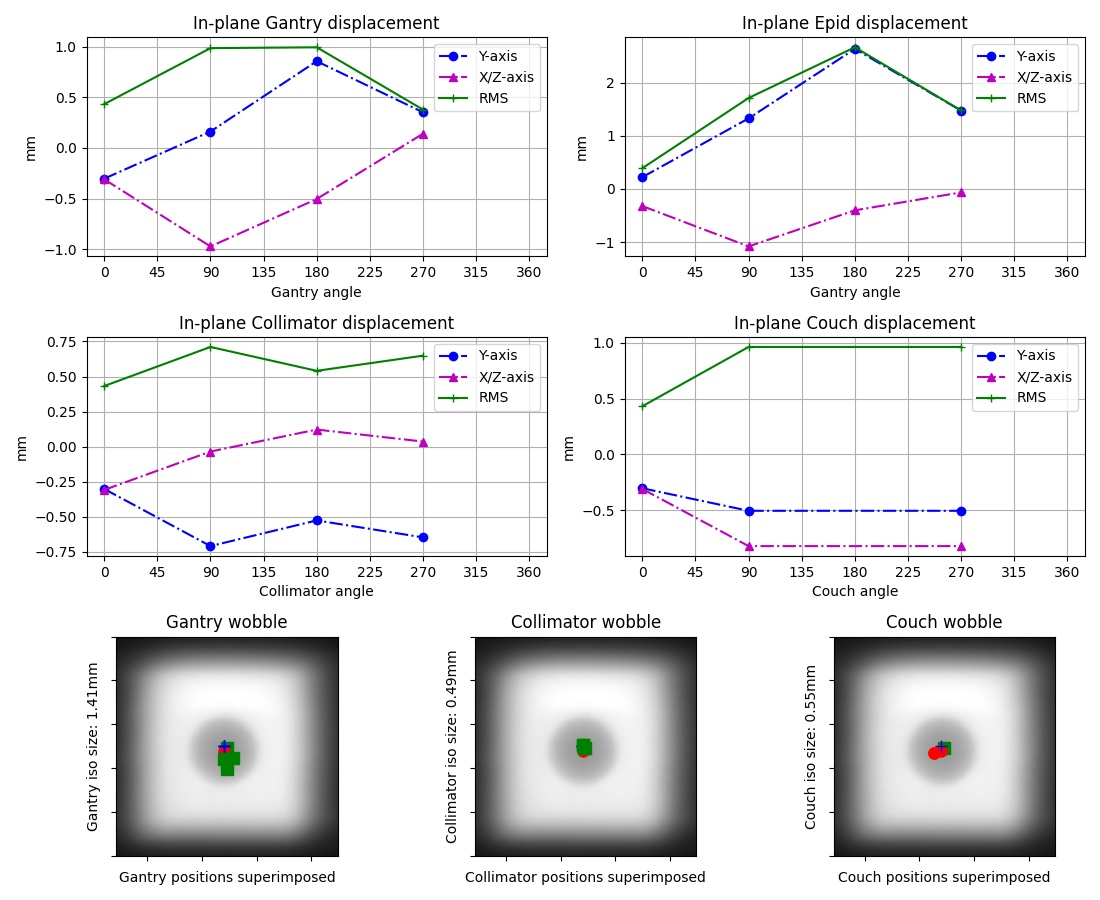 In-plane Gantry displacement
1.0
0.5
0.0
−0.5
−1.0
mm
Y-axis
X/Z-axis
RMS
0 45 90 135 180 225 270 315 360
Gantry angle
In-plane Epid displacement
2
1
0
−1
mm
Y-axis
X/Z-axis
RMS
0 45 90 135 180 225 270 315 360
Gantry angle
In-plane Collimator displacement
0.75
0.50
0.25
0.00
−0.25
−0.50
−0.75
mm
Y-axis
X/Z-axis
RMS
0 45 90 135 180 225 270 315 360
Collimator angle
In-plane Couch displacement
1.0
0.5
0.0
−0.5
mm
Y-axis
X/Z-axis
RMS
0 45 90 135 180 225 270 315 360
Couch angle
Gantry wobble
Gantry iso size: 1.41mm
Gantry positions superimposed
Collimator wobble
Collimator iso size: 0.49mm
Collimator positions superimposed
Couch wobble
Couch iso size: 0.55mm
Couch positions superimposed